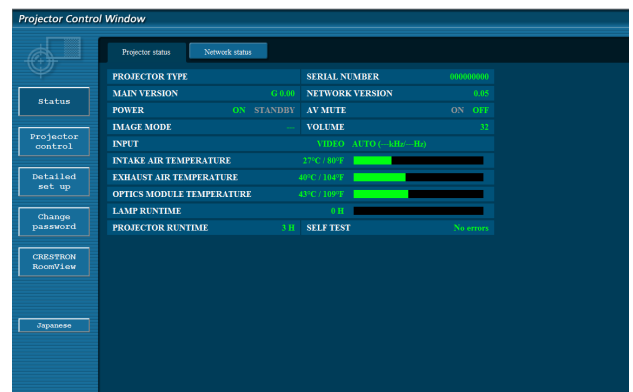 Projector Control Window
Projector status Network status
Status
Projector control
Detailed set up
Change password
CRESTRON RoomView
Japanese
PROJECTOR TYPE SERIAL NUMBER 000000000
MAIN VERSION G 0.00 NETWORK VERSION 0.05
POWER ON STANDBY AV MUTE ON OFF
IMAGE MODE --- VOLUME 32
INPUT VIDEO AUTO (---kHz/---Hz)
INTAKE AIR TEMPERATURE 27°C / 80°F
EXHAUST AIR TEMPERATURE 40°C / 104°F
OPTICS MODULE TEMPERATURE 43°C / 109°F
LAMP RUNTIME 0 H
PROJECTOR RUNTIME 3 H SELF TEST No errors